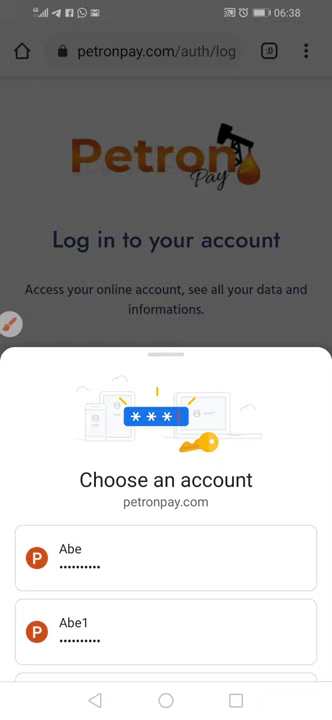 4G
06:38
petronpay.com/auth/log
:D
Petron
Pay
Log in to your account
Access your online account, see all your data and
informations.
***
Choose an account
petronpay.com
P
Abe
••••••••••
P
Abe1
••••••••••